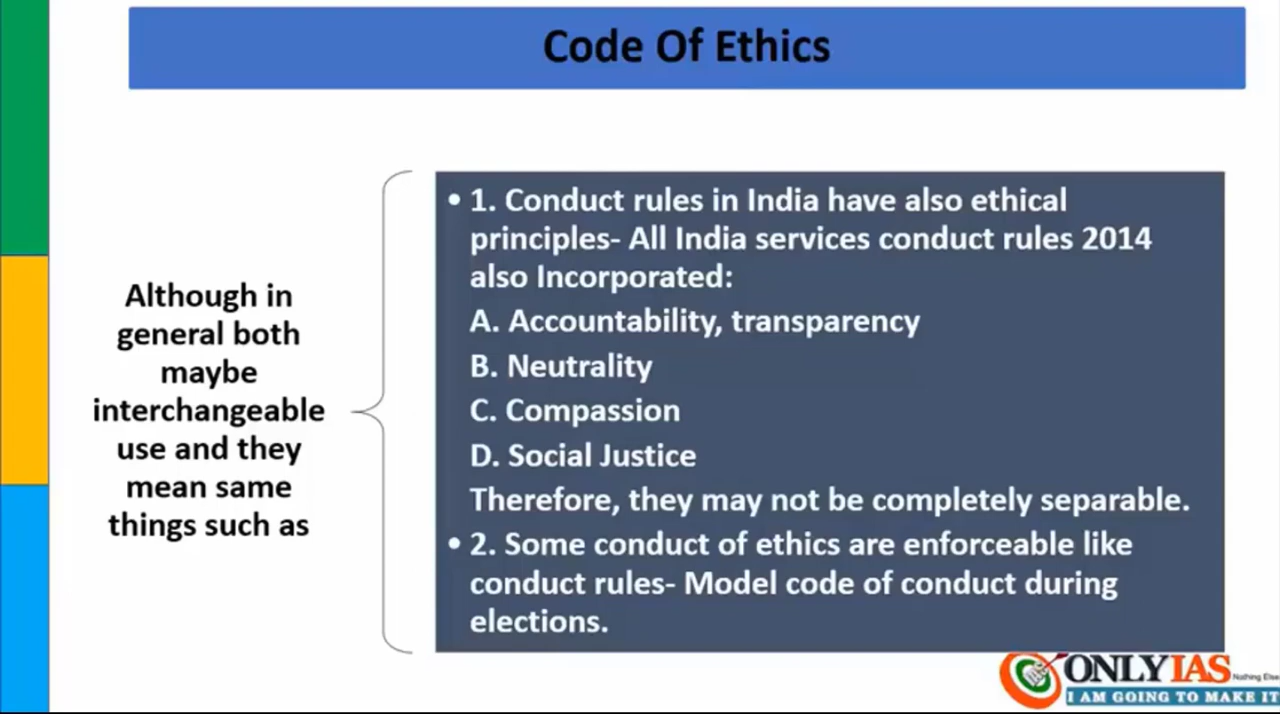 Code Of Ethics
Although in
general both
maybe
interchangeable
use and they
mean same
things such as
• 1. Conduct rules in India have also ethical
principles- All India services conduct rules 2014
also Incorporated:
A. Accountability, transparency
B. Neutrality
C. Compassion
D. Social Justice
Therefore, they may not be completely separable.
• 2. Some conduct of ethics are enforceable like
conduct rules- Model code of conduct during
elections.
ONLYIAS Nothing Else
I AM GOING TO MAKE IT